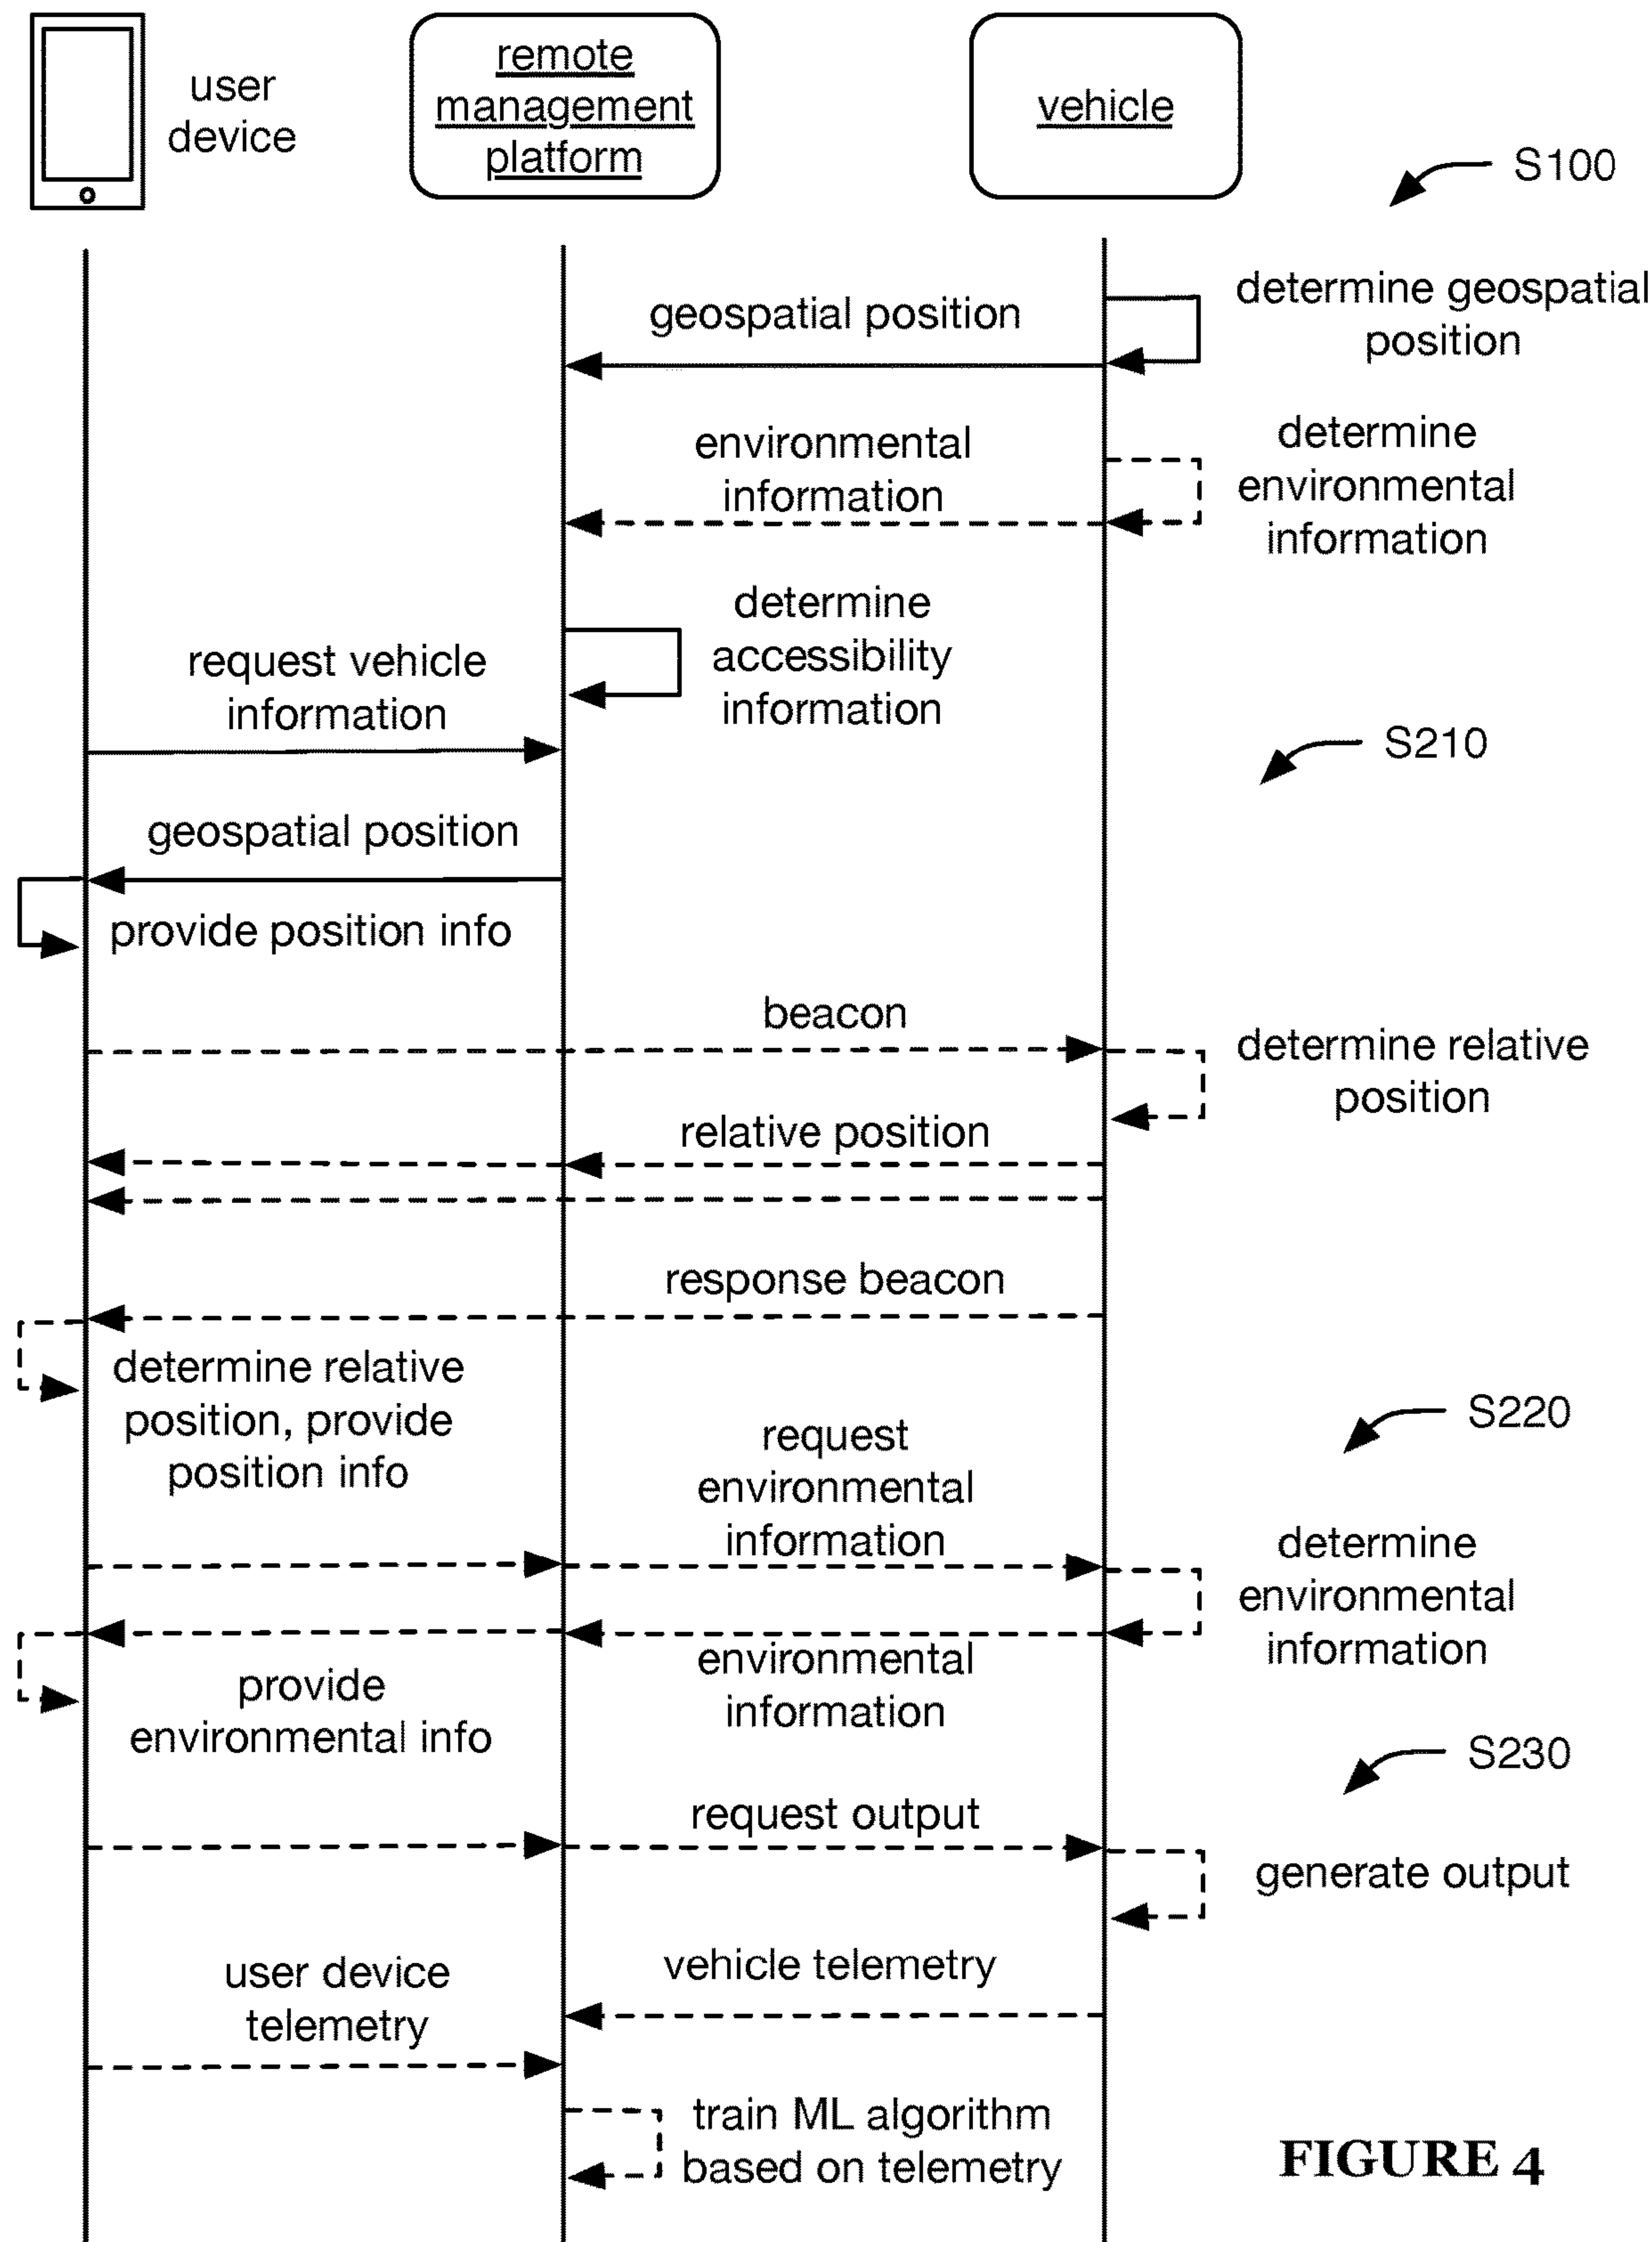 user
device
remote
management
platform
vehicle
S100
determine geospatial
position
geospatial position
environmental
information
determine
environmental
information
determine
accessibility
information
request vehicle
information
S210
geospatial position
provide position info
beacon
determine relative
position
relative position
response beacon
determine relative
position, provide
position info
S220
request
environmental
information
determine
environmental
information
environmental
information
provide
environmental info
S230
request output
generate output
vehicle telemetry
user device
telemetry
train ML algorithm
based on telemetry
FIGURE 4